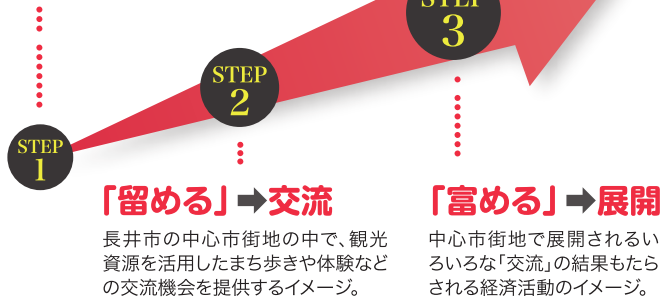 STEP
3
STEP
2
STEP
1
「留める」➡交流
長井市の中心市街地の中で、観光
資源を活用したまち歩きや体験など
の交流機会を提供するイメージ。
「富める」➡展開
中心市街地で展開されるい
ろいろな「交流」の結果もたら
される経済活動のイメージ。